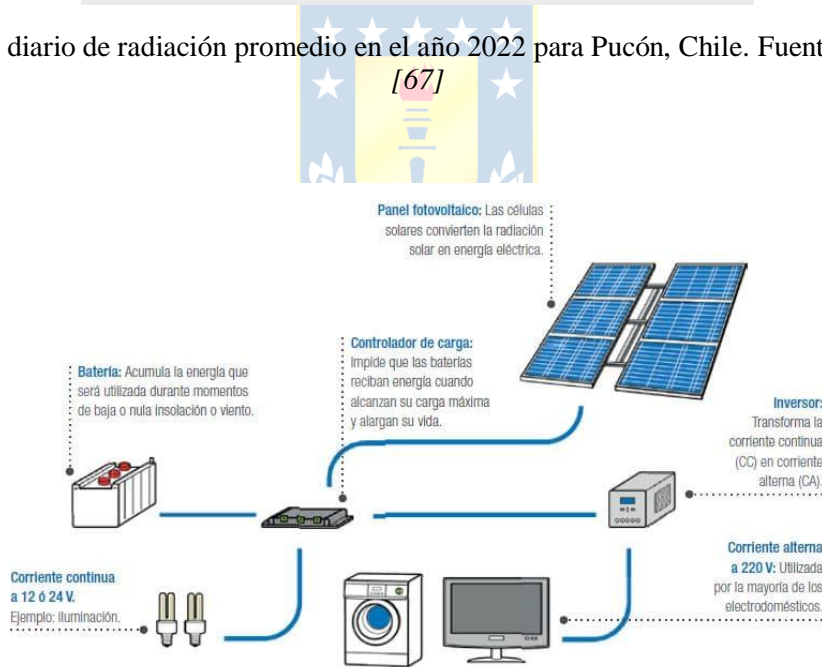 diario de radiación promedio en el año 2022 para Pucón, Chile. Fuent
[67]
Panel fotovoltaico: Las células
solares convierten la radiación
solar en energía eléctrica.
Controlador de carga:
Impide que las baterías
reciban energía cuando
alcanzan su carga máxima
y alargan su vida.
Batería: Acumula la energía que
será utilizada durante momentos
de baja o nula insolación o viento.
Inversor:
Transforma la
corriente continua
(CC) en corriente
alterna (CA).
Corriente continua
a 12 ó 24 V.
Ejemplo: iluminación.
Corriente alterna
a 220 V: Utilizada
por la mayoría de los
electrodomésticos.